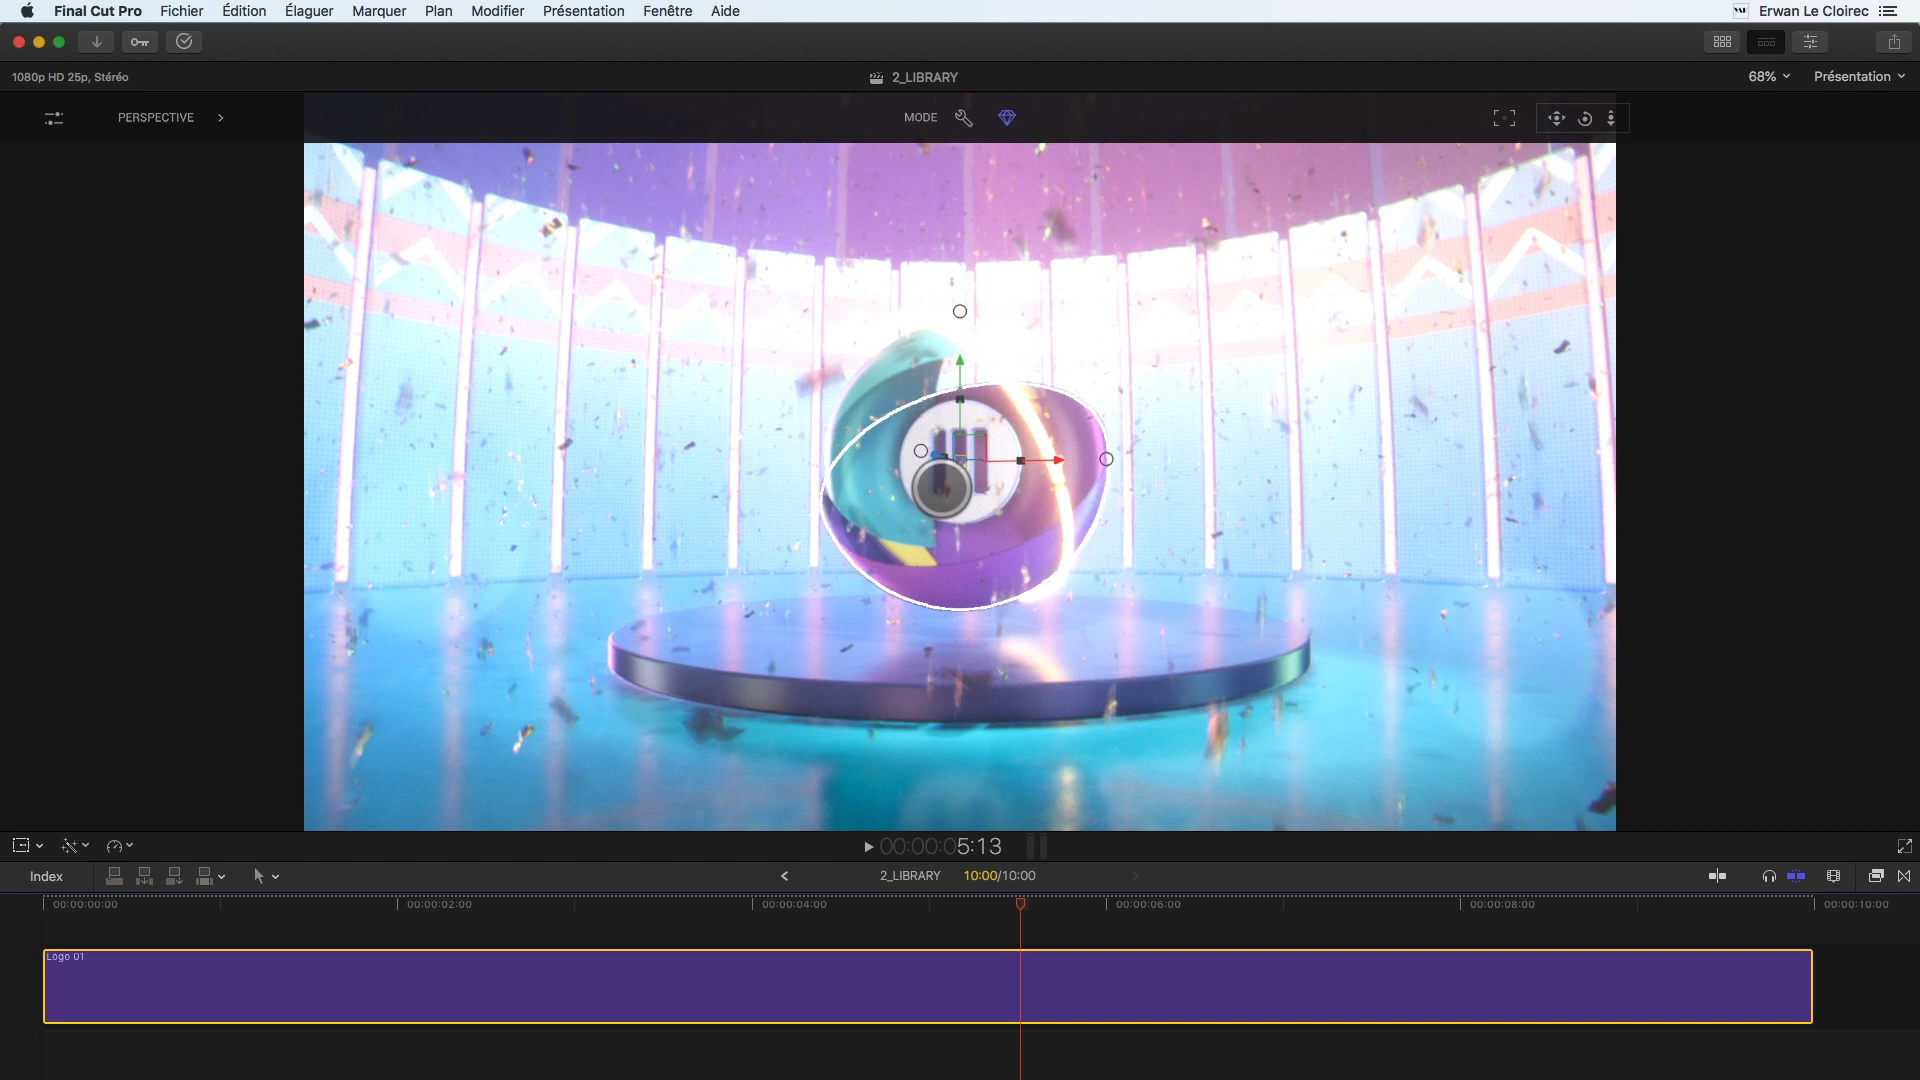 Final Cut Pro Fichier Édition Élaguer Marquer Plan Modifier Présentation Fenêtre Aide Erwan Le Cloirec
1080p HD 25p, Stéréo 2_LIBRARY 68% Présentation
PERSPECTIVE MODE
00:00:05:13
Index 2_LIBRARY 10:00/10:00
00:00:00:00 00:00:02:00 00:00:04:00 00:00:06:00 00:00:08:00 00:00:10:00
Logo 01